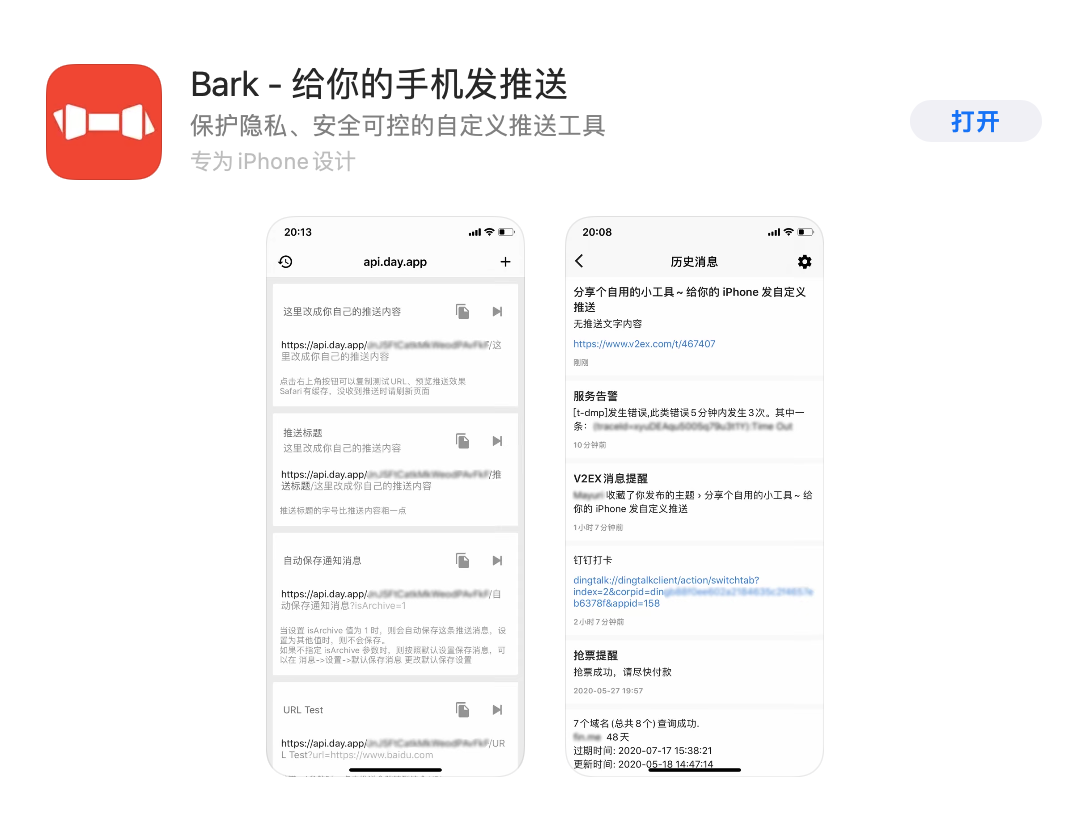 Bark - 给你的手机发推送
保护隐私、安全可控的自定义推送工具
专为 iPhone 设计
打开
20:13
api.day.app
这里改成你自己的推送内容
https://api.day.app/
/这
里改成你自己的推送内容
点击右上角按钮可以复制测试URL、预览推送效果
Safari有缓存，没收到推送时请刷新页面
推送标题
这里改成你自己的推送内容
https://api.day.app/
/推
送标题/这里改成你自己的推送内容
推送标题的字号比推送内容粗一点
自动保存通知消息
https://api.day.app/
/自
动保存通知消息?isArchive=1
当设置 isArchive 值为 1 时，则会自动保存这条推送消息，设
置为其他值时，则不会保存。
如果不指定 isArchive 参数时，则按照默认设置保存消息，可
以在 消息->设置->默认保存消息 更改默认保存设置
URL Test
https://api.day.app/
/UR
L Test?url=https://www.baidu.com
20:08
历史消息
分享个自用的小工具 ~ 给你的 iPhone 发自定义
推送
无推送文字内容
https://www.v2ex.com/t/467407
刚刚
服务告警
[t-dmp]发生错误,此类错误5分钟内发生3次。其中一
条：
10分钟前
V2EX消息提醒
收藏了你发布的主题 › 分享个自用的小工具 ~ 给
你的 iPhone 发自定义推送
1小时7分钟前
钉钉打卡
dingtalk://dingtalkclient/action/switchtab?
index=2&corpid=din
b6378f&appid=158
2小时7分钟前
抢票提醒
抢票成功，请尽快付款
2020-05-27 19:57
7个域名(总共8个)查询成功.
48天
过期时间: 2020-07-17 15:38:21
更新时间: 2020-05-18 14:47:14